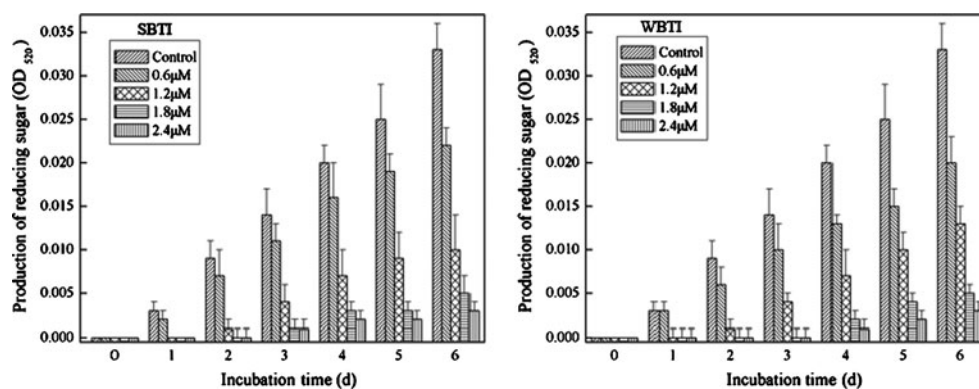 SBTI
Control
0.6μM
1.2μM
1.8μM
2.4μM
Production of reducing sugar (OD 520)
0.035
0.030
0.025
0.020
0.015
0.010
0.005
0.000
0 1 2 3 4 5 6
Incubation time (d)
WBTI
Control
0.6μM
1.2μM
1.8μM
2.4μM
Production of reducing sugar (OD 520)
0.035
0.030
0.025
0.020
0.015
0.010
0.005
0.000
0 1 2 3 4 5 6
Incubation time (d)